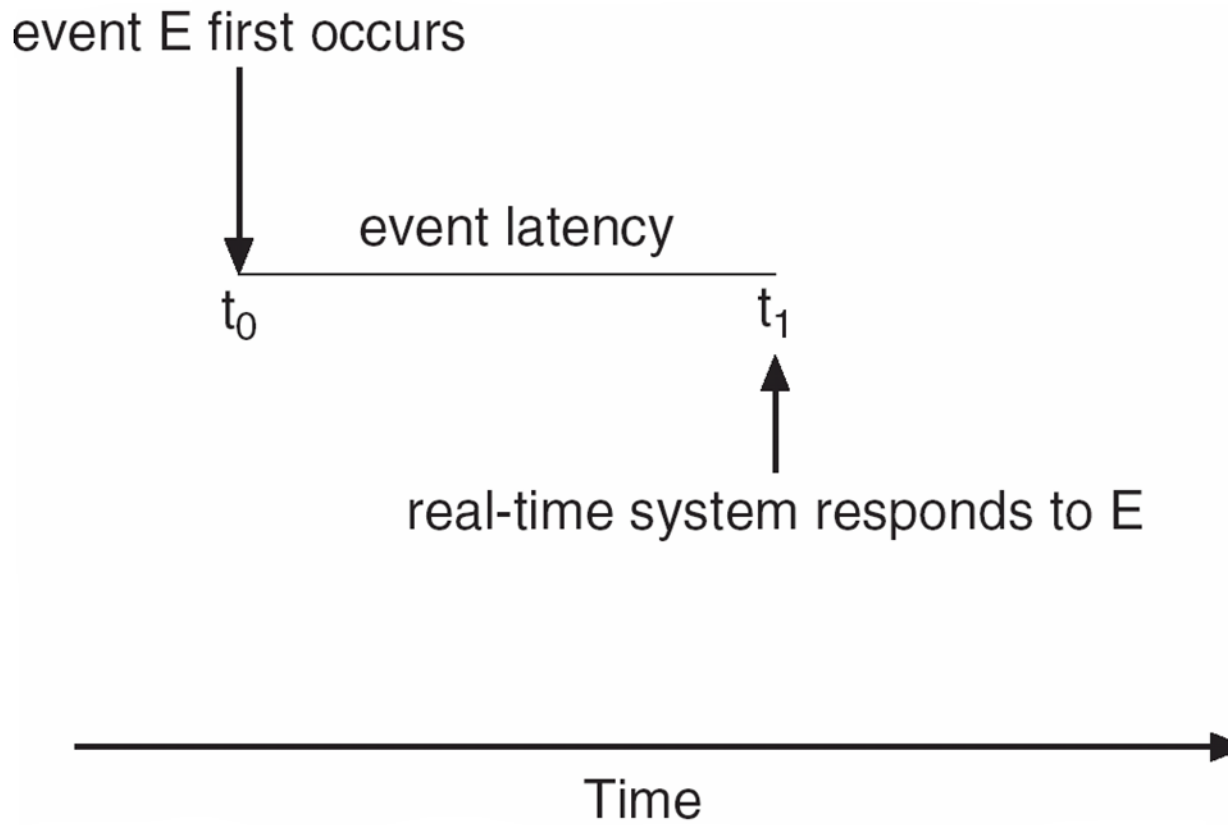 event E first occurs
event latency
t₀
t₁
real-time system responds to E
Time